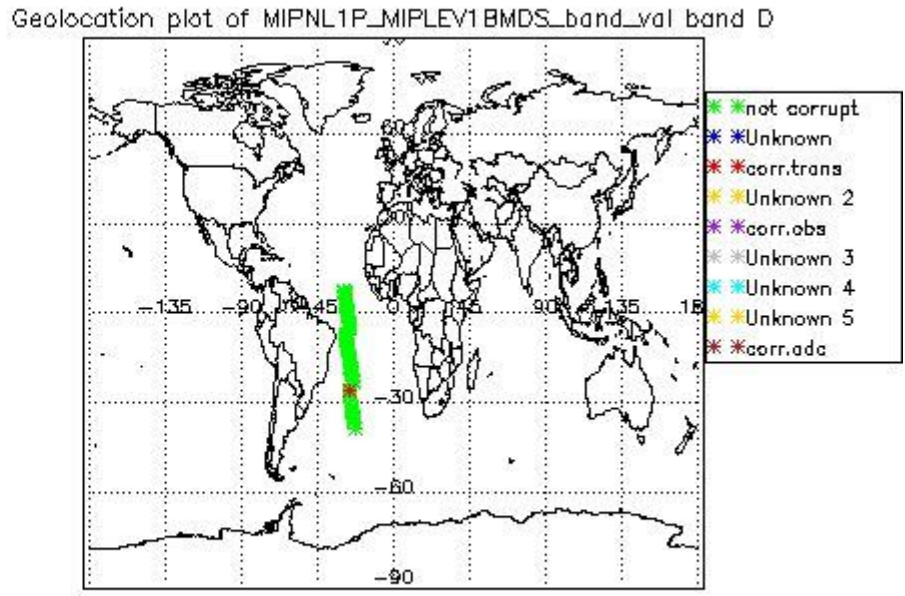 Geolocation plot of MIPNL1P_MIPLEV1BMDS_band_val band D
not corrupt
Unknown
corr.trans
Unknown 2
corr.obs
Unknown 3
Unknown 4
Unknown 5
corr.adc
-135 -90 -45 0 45 90 135 18
-30
-60
-90